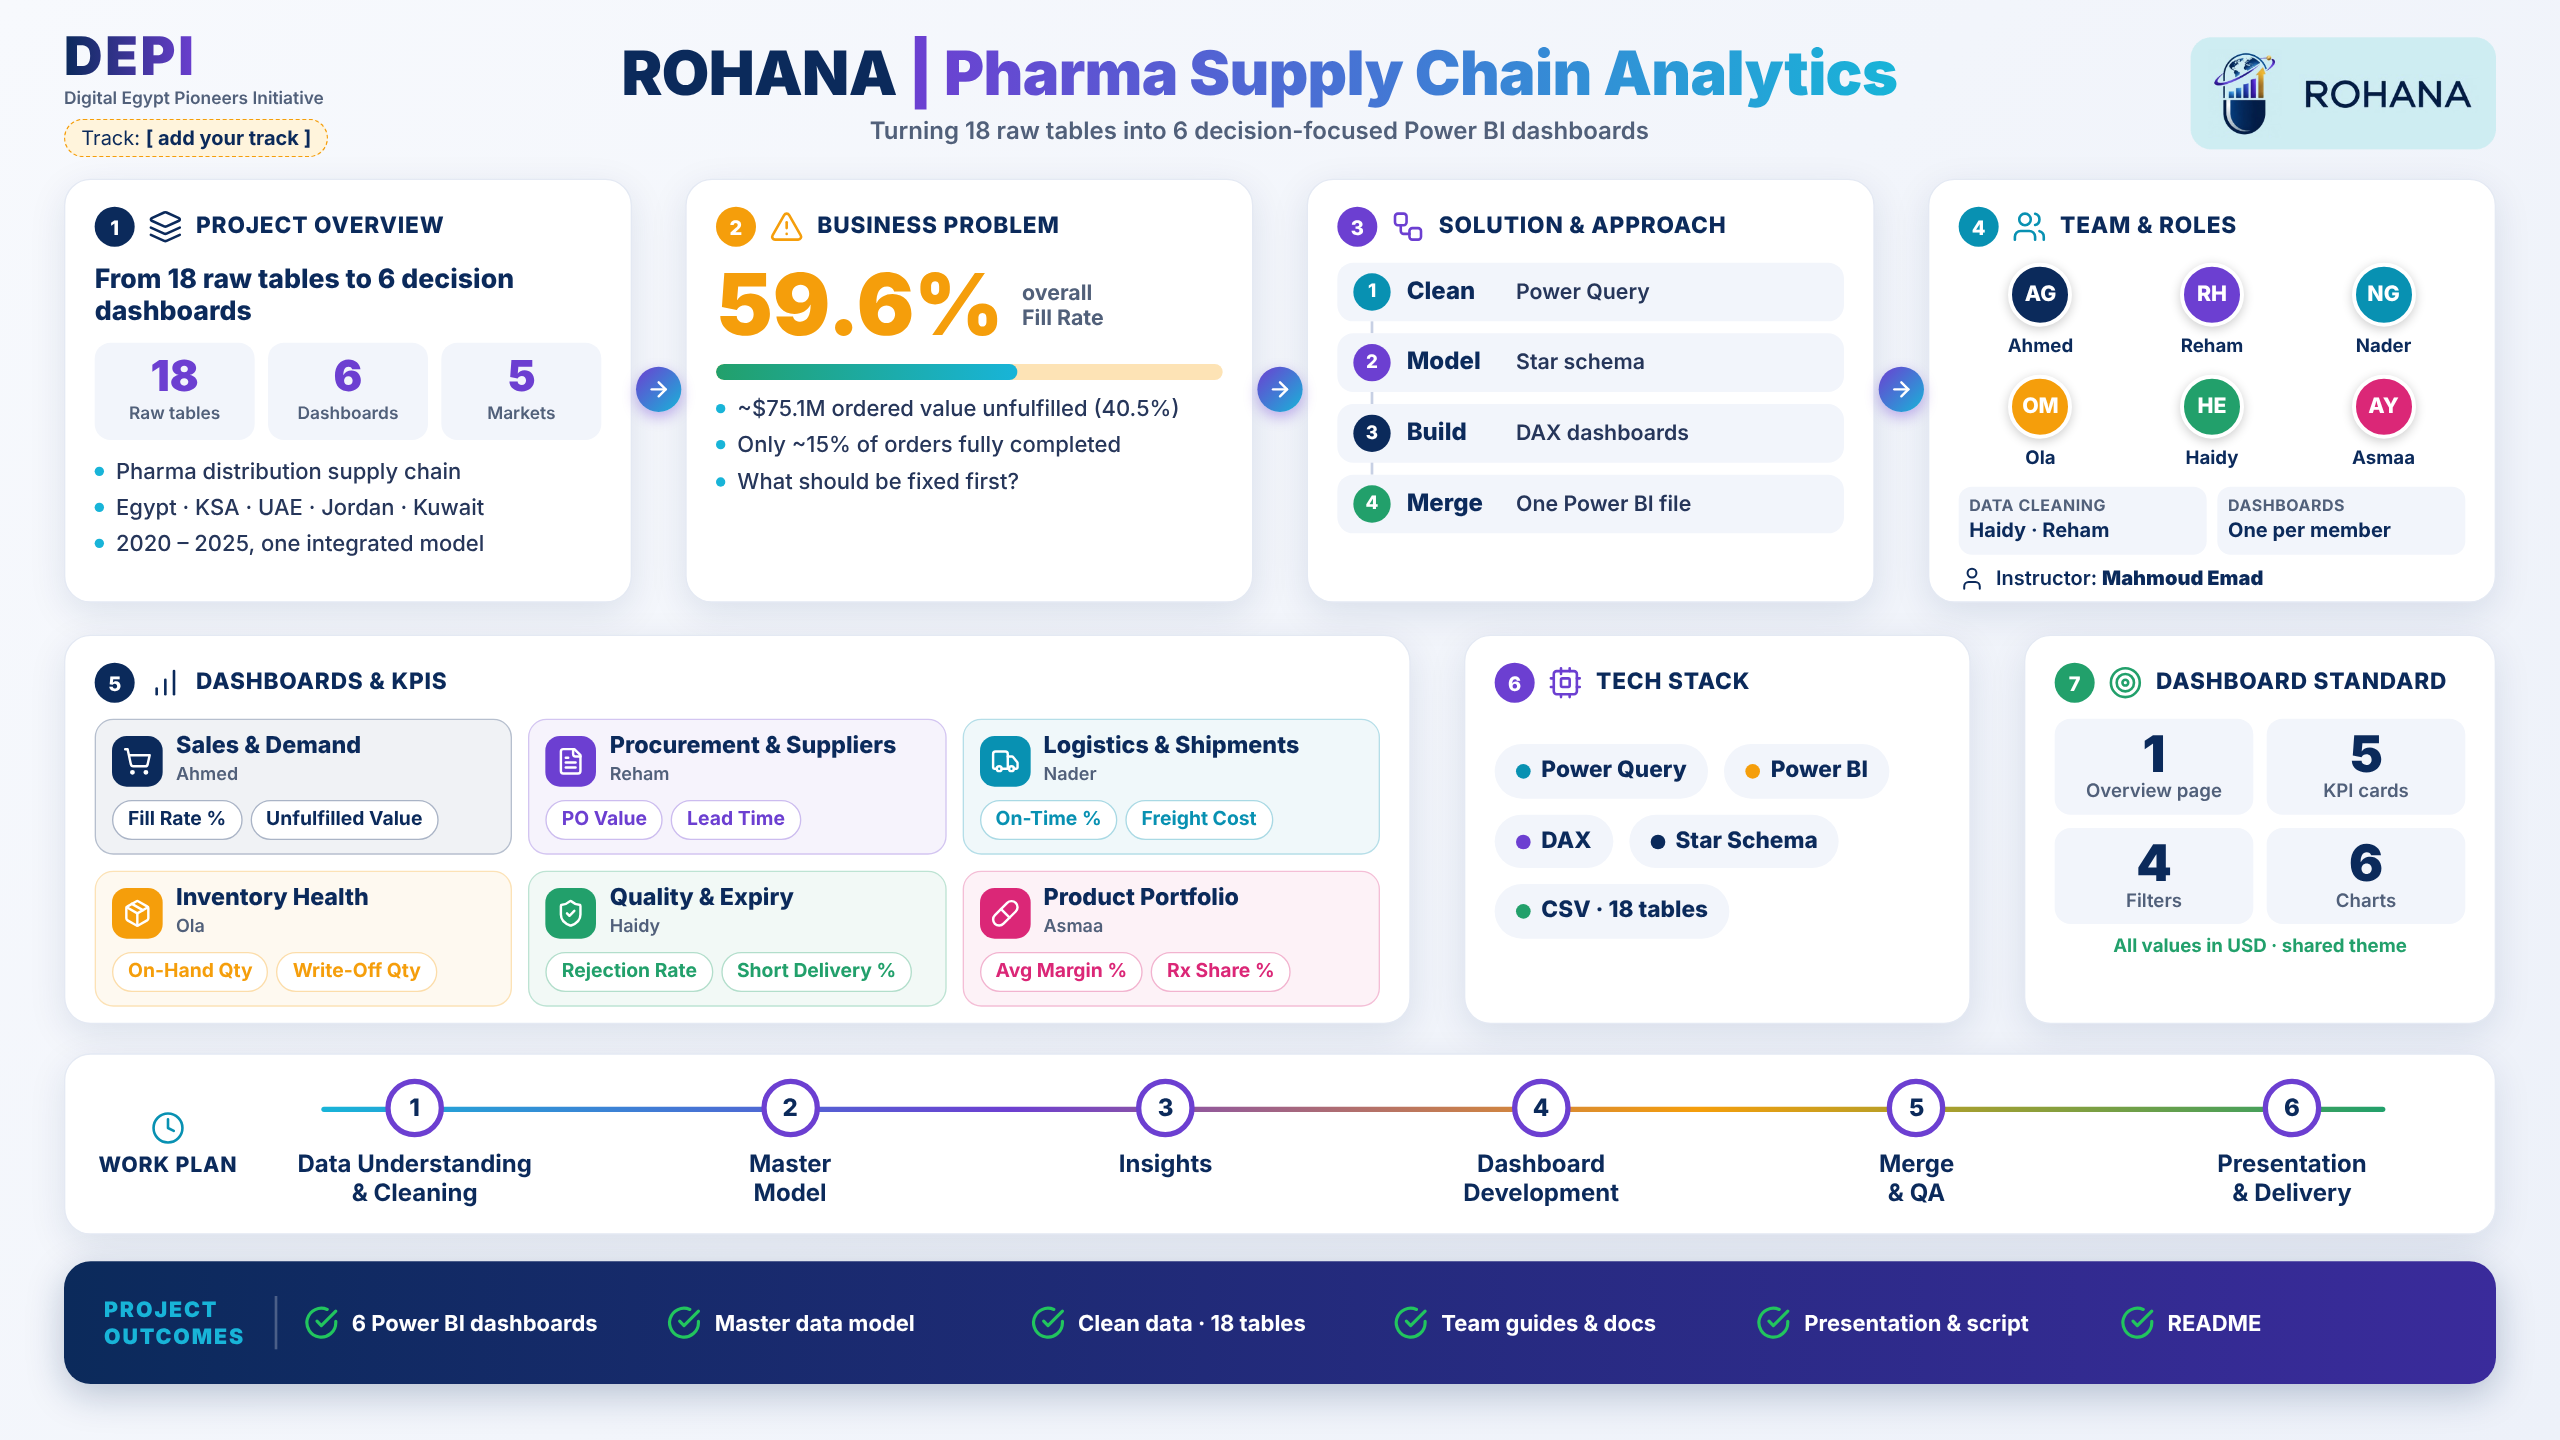 DEPI
Digital Egypt Pioneers Initiative
Track: [ add your track ]
ROHANA | Pharma Supply Chain Analytics
Turning 18 raw tables into 6 decision-focused Power BI dashboards
ROHANA
1 PROJECT OVERVIEW
From 18 raw tables to 6 decision
dashboards
18 6 5
Raw tables Dashboards Markets
• Pharma distribution supply chain
• Egypt · KSA · UAE · Jordan · Kuwait
• 2020 – 2025, one integrated model
2 BUSINESS PROBLEM
59.6%
overall
Fill Rate
• ~$75.1M ordered value unfulfilled (40.5%)
• Only ~15% of orders fully completed
• What should be fixed first?
3 SOLUTION & APPROACH
1 Clean Power Query
2 Model Star schema
3 Build DAX dashboards
4 Merge One Power BI file
4 TEAM & ROLES
AG RH NG
Ahmed Reham Nader
OM HE AY
Ola Haidy Asmaa
DATA CLEANING
Haidy · Reham
DASHBOARDS
One per member
Instructor: Mahmoud Emad
5 DASHBOARDS & KPIS
Sales & Demand
Ahmed
Fill Rate % Unfulfilled Value
Procurement & Suppliers
Reham
PO Value Lead Time
Logistics & Shipments
Nader
On-Time % Freight Cost
Inventory Health
Ola
On-Hand Qty Write-Off Qty
Quality & Expiry
Haidy
Rejection Rate Short Delivery %
Product Portfolio
Asmaa
Avg Margin % Rx Share %
6 TECH STACK
Power Query Power BI
DAX Star Schema
CSV · 18 tables
7 DASHBOARD STANDARD
1 5
Overview page KPI cards
4 6
Filters Charts
All values in USD · shared theme
WORK PLAN
1
Data Understanding
& Cleaning
2
Master
Model
3
Insights
4
Dashboard
Development
5
Merge
& QA
6
Presentation
& Delivery
PROJECT
OUTCOMES
6 Power BI dashboards
Master data model
Clean data · 18 tables
Team guides & docs
Presentation & script
README